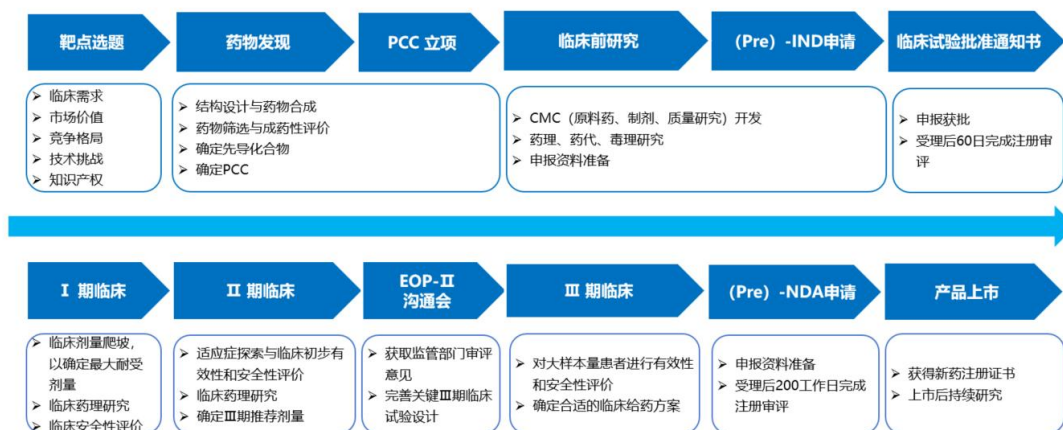 靶点选题
药物发现
PCC 立项
临床前研究
（Pre）-IND申请
临床试验批准通知书
➢ 临床需求
➢ 市场价值
➢ 竞争格局
➢ 技术挑战
➢ 知识产权
➢ 结构设计与药物合成
➢ 药物筛选与成药性评价
➢ 确定先导化合物
➢ 确定PCC
➢ CMC（原料药、制剂、质量研究）开发
➢ 药理、药代、毒理研究
➢ 申报资料准备
➢ 申报获批
➢ 受理后60日完成注册审
评
Ⅰ 期临床
Ⅱ 期临床
EOP-Ⅱ
沟通会
Ⅲ 期临床
（Pre）-NDA申请
产品上市
➢ 临床剂量爬坡，
以确定最大耐受
剂量
➢ 临床药理研究
➢ 临床安全性评价
➢ 适应症探索与临床初步有
效性和安全性评价
➢ 临床药理研究
➢ 确定Ⅲ期推荐剂量
➢ 获取监管部门审评
意见
➢ 完善关键Ⅲ期临床
试验设计
➢ 对大样本量患者进行有效性
和安全性评价
➢ 确定合适的临床给药方案
➢ 申报资料准备
➢ 受理后200工作日完成
注册审评
➢ 获得新药注册证书
➢ 上市后持续研究